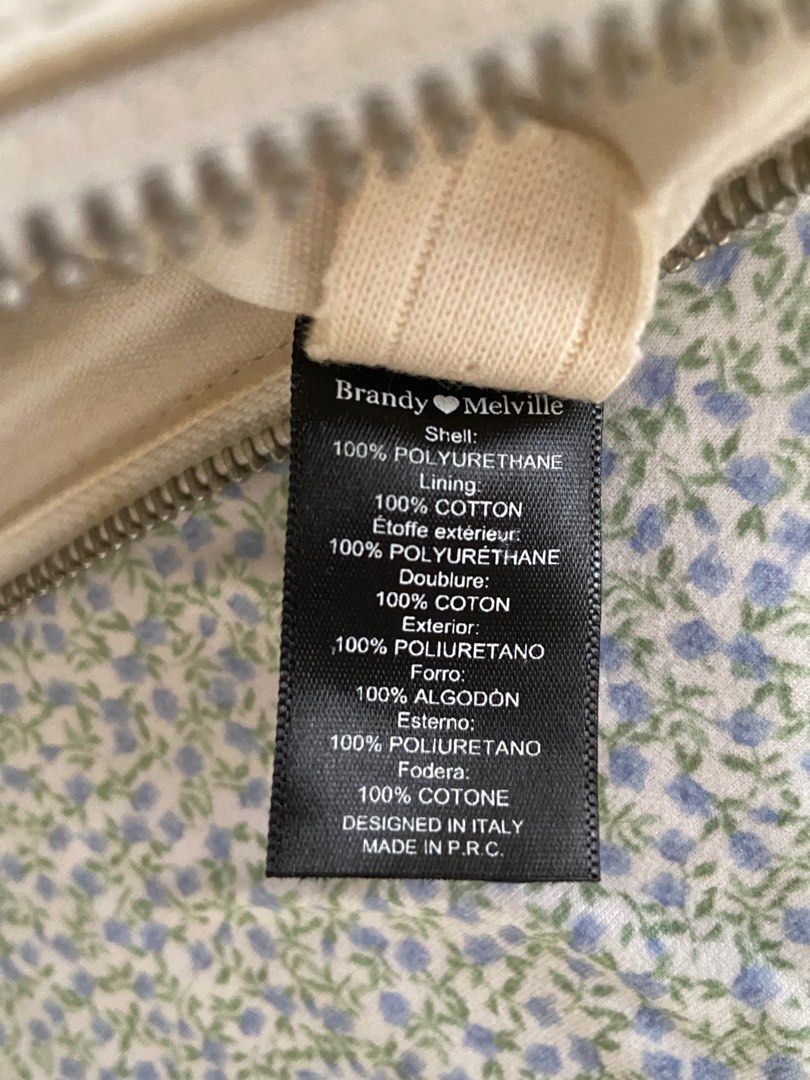 Brandy Melville
Shell:
100% POLYURETHANE
Lining:
100% COTTON
Étoffe extérieur:
100% POLYURÉTHANE
Doublure:
100% COTON
Exterior:
100% POLIURETANO
Forro:
100% ALGODÓN
Esterno:
100% POLIURETANO
Fodera:
100% COTONE
DESIGNED IN ITALY
MADE IN P.R.C.